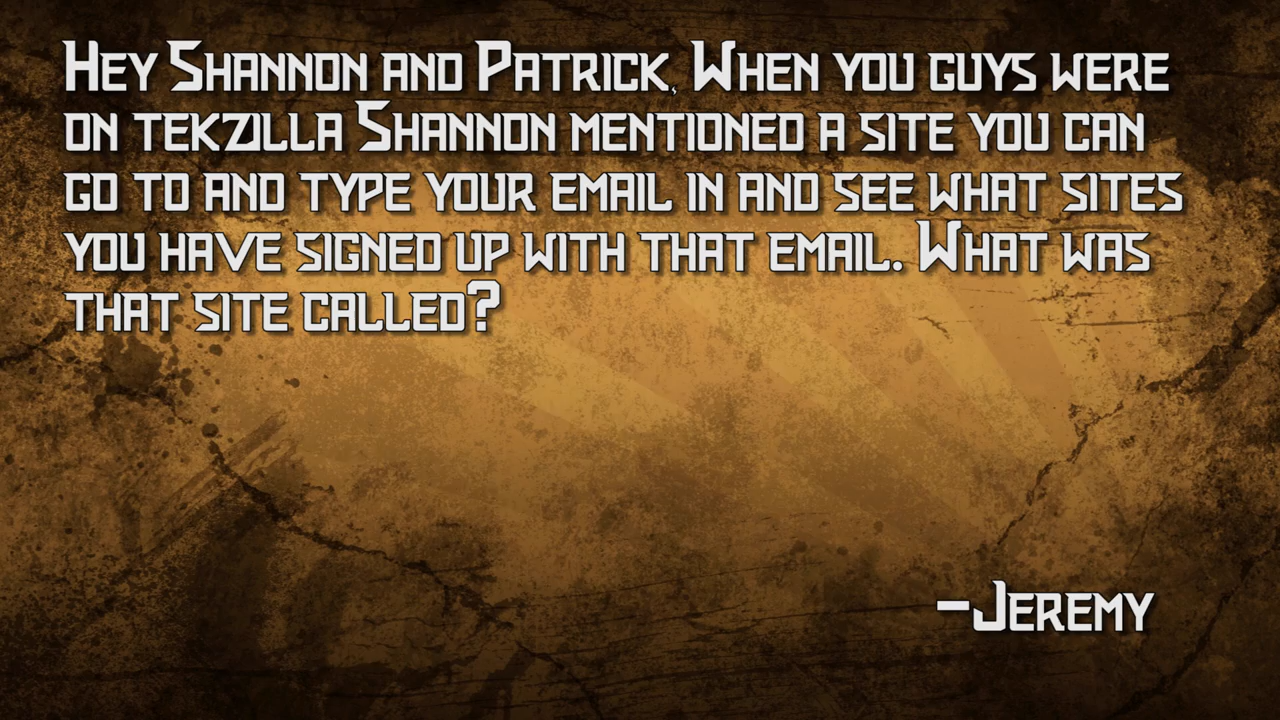 Hey Shannon and Patrick, When you guys were
on tekzilla Shannon mentioned a site you can
go to and type your email in and see what sites
you have signed up with that email. What was
that site called?
-Jeremy